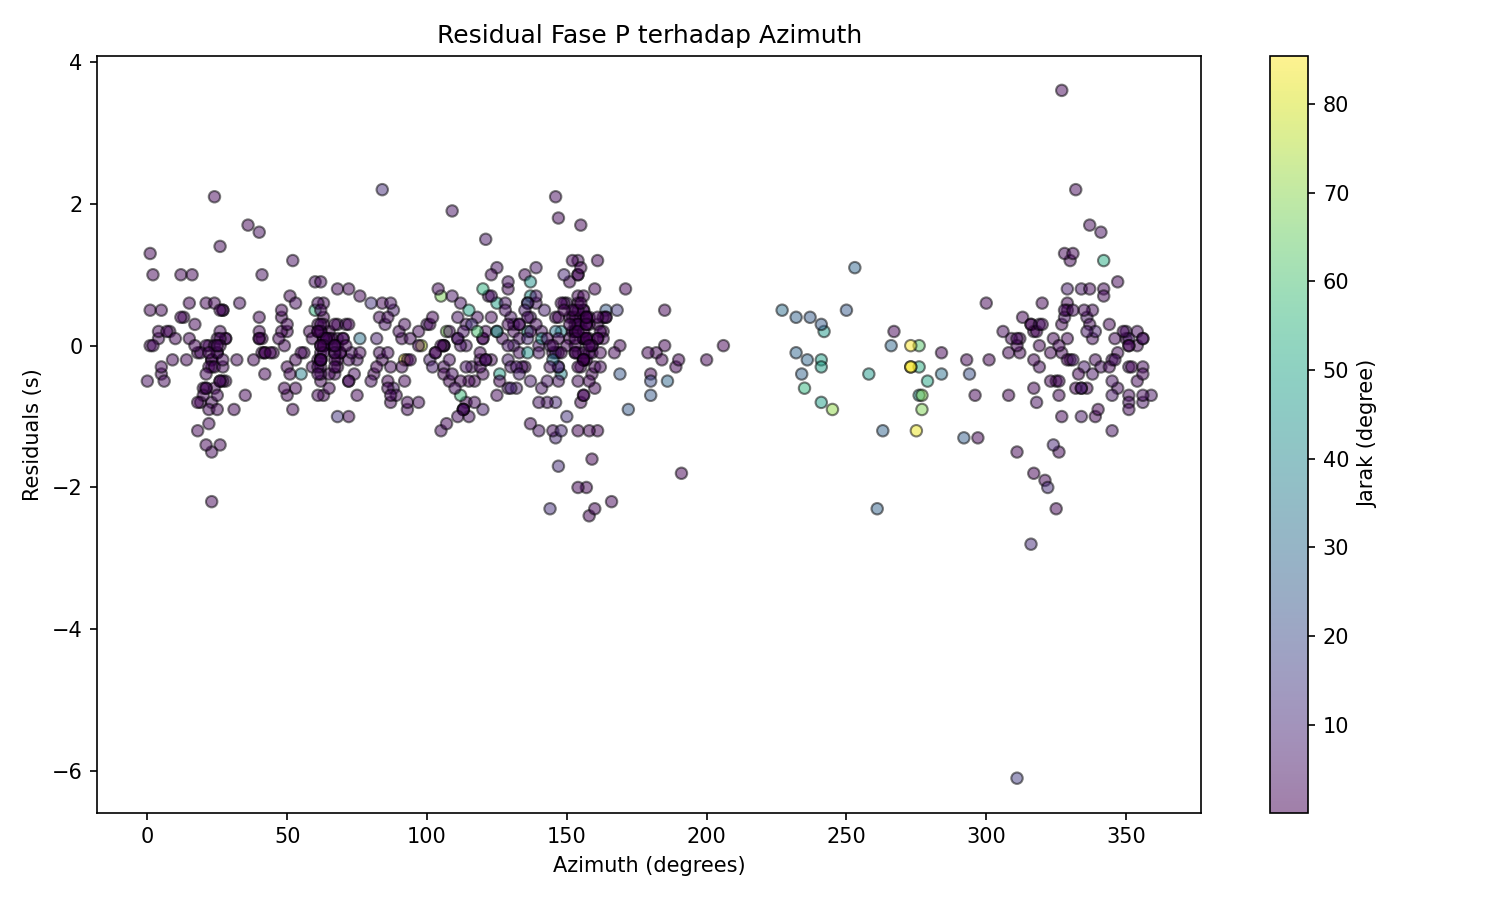 Residual Fase P terhadap Azimuth
4
2
0
−2
−4
−6
Residuals (s)
0 50 100 150 200 250 300 350
Azimuth (degrees)
80
70
60
50
40
30
20
10
Jarak (degree)